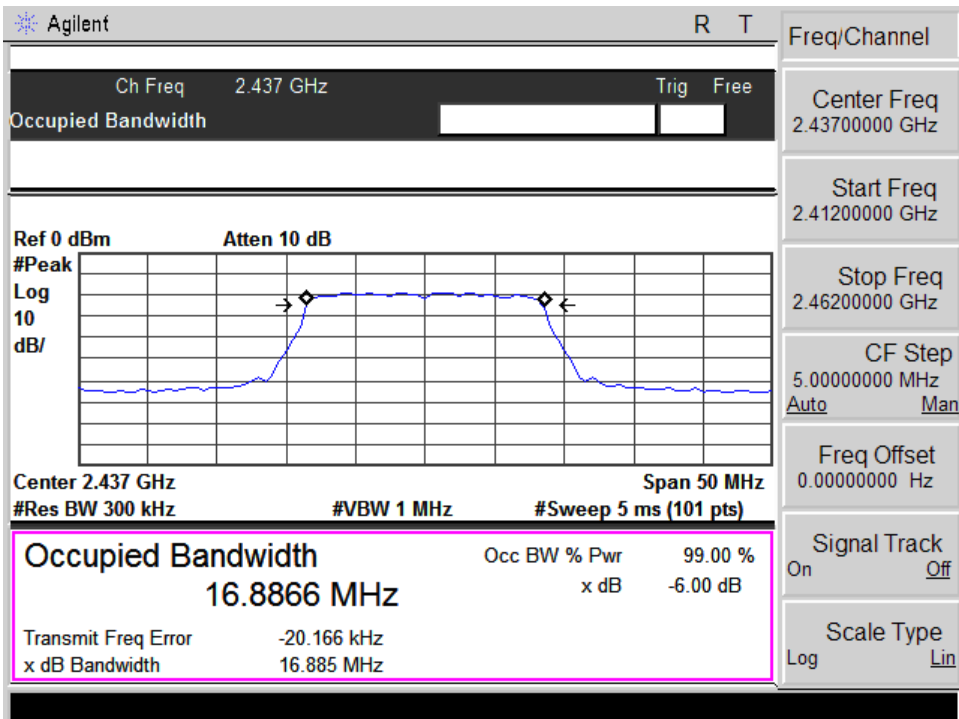 Agilent R T
Ch Freq 2.437 GHz Trig Free
Occupied Bandwidth
Ref 0 dBm Atten 10 dB
#Peak
Log
10
dB/
Center 2.437 GHz Span 50 MHz
#Res BW 300 kHz #VBW 1 MHz #Sweep 5 ms (101 pts)
Occupied Bandwidth Occ BW % Pwr 99.00 %
16.8866 MHz x dB -6.00 dB
Transmit Freq Error -20.166 kHz
x dB Bandwidth 16.885 MHz
Freq/Channel
Center Freq
2.43700000 GHz
Start Freq
2.41200000 GHz
Stop Freq
2.46200000 GHz
CF Step
5.00000000 MHz
Auto Man
Freq Offset
0.00000000 Hz
Signal Track
On Off
Scale Type
Log Lin